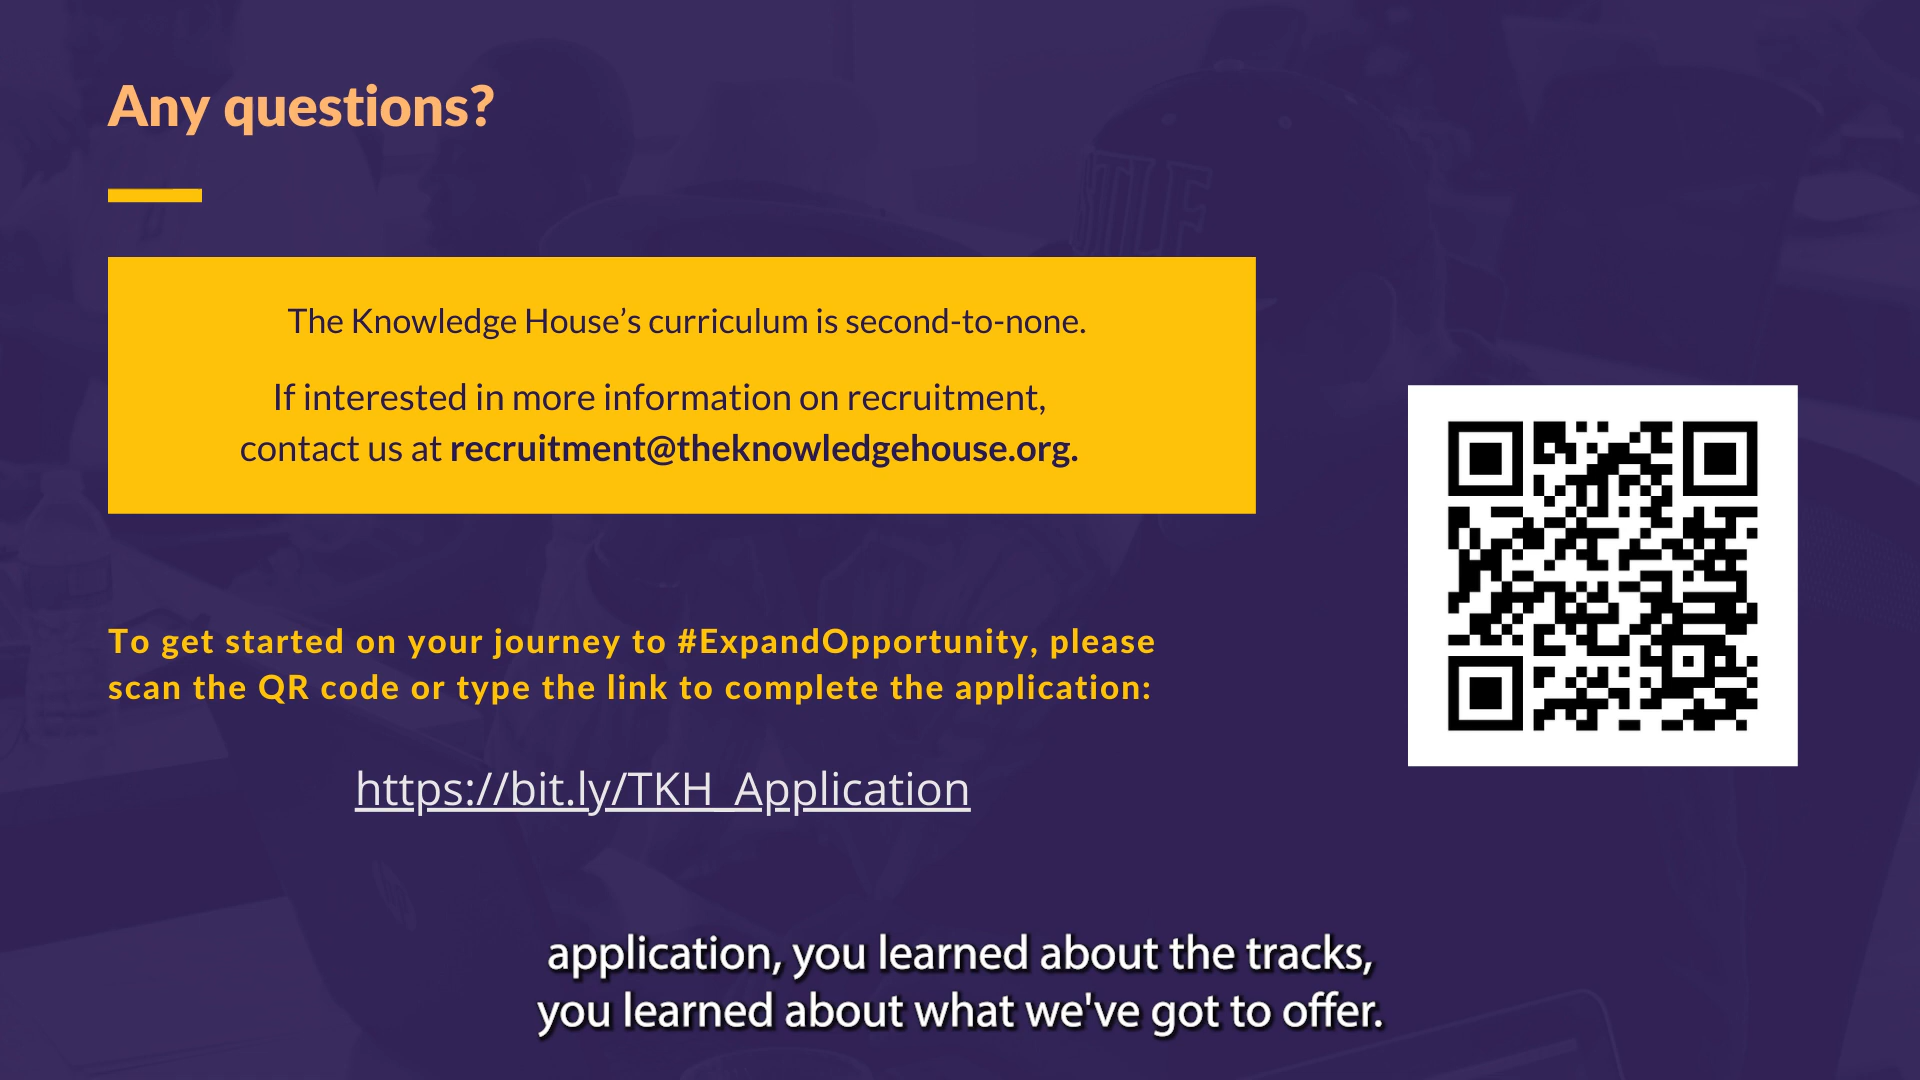 Any questions?
The Knowledge House’s curriculum is second-to-none.
If interested in more information on recruitment,
contact us at recruitment@theknowledgehouse.org.
To get started on your journey to #ExpandOpportunity, please
scan the QR code or type the link to complete the application:
https://bit.ly/TKH_Application
application, you learned about the tracks,
you learned about what we've got to offer.